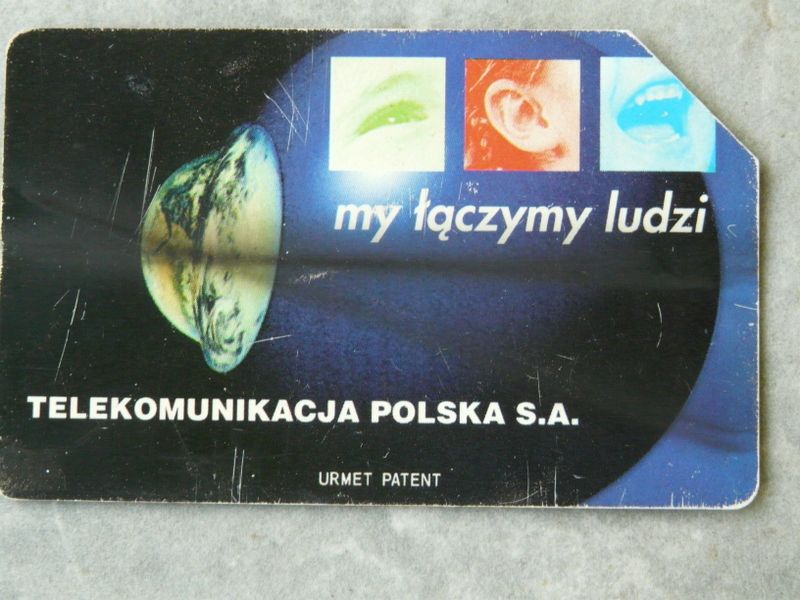 my łączymy ludzi
TELEKOMUNIKACJA POLSKA S.A.
URMET PATENT